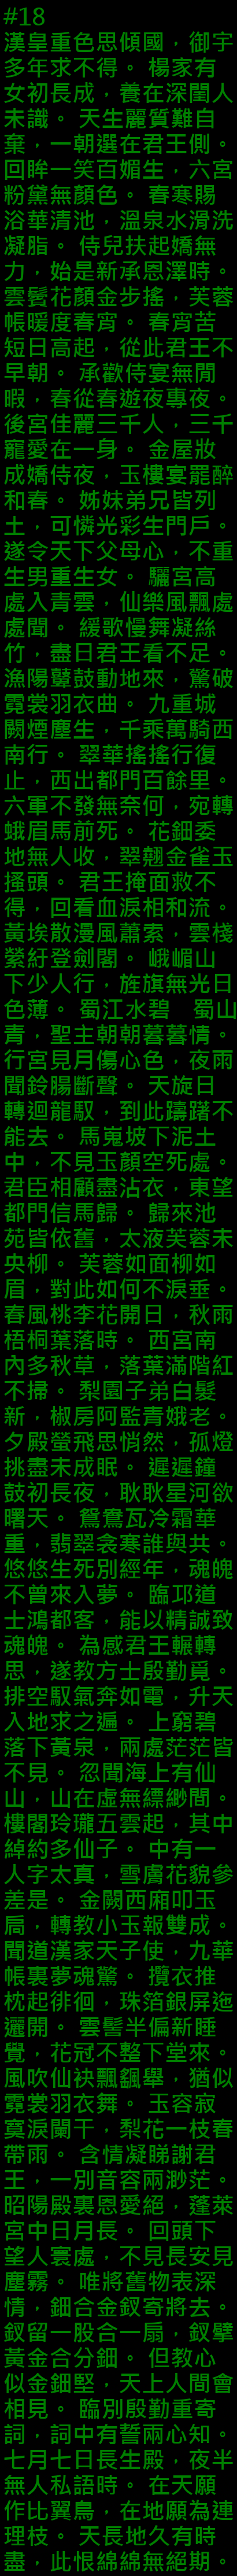 #18
漢皇重色思傾國，御宇
多年求不得。 楊家有
女初長成，養在深閨人
未識。 天生麗質難自
棄，一朝選在君王側。
回眸一笑百媚生，六宮
粉黛無顏色。 春寒賜
浴華清池，溫泉水滑洗
凝脂。 侍兒扶起嬌無
力，始是新承恩澤時。
雲鬢花顏金步搖，芙蓉
帳暖度春宵。 春宵苦
短日高起，從此君王不
早朝。 承歡侍宴無閒
暇，春從春遊夜專夜。
後宮佳麗三千人，三千
寵愛在一身。 金屋妝
成嬌侍夜，玉樓宴罷醉
和春。 姊妹弟兄皆列
土，可憐光彩生門戶。
遂令天下父母心，不重
生男重生女。 驪宮高
處入青雲，仙樂風飄處
處聞。 緩歌慢舞凝絲
竹，盡日君王看不足。
漁陽鼙鼓動地來，驚破
霓裳羽衣曲。 九重城
闕煙塵生，千乘萬騎西
南行。 翠華搖搖行復
止，西出都門百餘里。
六軍不發無奈何，宛轉
蛾眉馬前死。 花鈿委
地無人收，翠翹金雀玉
搔頭。 君王掩面救不
得，回看血淚相和流。
黃埃散漫風蕭索，雲棧
縈紆登劍閣。 峨嵋山
下少人行，旌旗無光日
色薄。 蜀江水碧 蜀山
青，聖主朝朝暮暮情。
行宮見月傷心色，夜雨
聞鈴腸斷聲。 天旋日
轉迴龍馭，到此躊躇不
能去。 馬嵬坡下泥土
中，不見玉顏空死處。
君臣相顧盡沾衣，東望
都門信馬歸。 歸來池
苑皆依舊，太液芙蓉未
央柳。 芙蓉如面柳如
眉，對此如何不淚垂。
春風桃李花開日，秋雨
梧桐葉落時。 西宮南
內多秋草，落葉滿階紅
不掃。 梨園子弟白髮
新，椒房阿監青娥老。
夕殿螢飛思悄然，孤燈
挑盡未成眠。 遲遲鐘
鼓初長夜，耿耿星河欲
曙天。 鴛鴦瓦冷霜華
重，翡翠衾寒誰與共。
悠悠生死別經年，魂魄
不曾來入夢。 臨邛道
士鴻都客，能以精誠致
魂魄。 為感君王輾轉
思，遂教方士殷勤覓。
排空馭氣奔如電，升天
入地求之遍。 上窮碧
落下黃泉，兩處茫茫皆
不見。 忽聞海上有仙
山，山在虛無縹緲間。
樓閣玲瓏五雲起，其中
綽約多仙子。 中有一
人字太真，雪膚花貌參
差是。 金闕西廂叩玉
扃，轉教小玉報雙成。
聞道漢家天子使，九華
帳裏夢魂驚。 攬衣推
枕起徘徊，珠箔銀屏迤
邐開。 雲髻半偏新睡
覺，花冠不整下堂來。
風吹仙袂飄飄舉，猶似
霓裳羽衣舞。 玉容寂
寞淚闌干，梨花一枝春
帶雨。 含情凝睇謝君
王，一別音容兩渺茫。
昭陽殿裏恩愛絕，蓬萊
宮中日月長。 回頭下
望人寰處，不見長安見
塵霧。 唯將舊物表深
情，鈿合金釵寄將去。
釵留一股合一扇，釵擘
黃金合分鈿。 但教心
似金鈿堅，天上人間會
相見。 臨別殷勤重寄
詞，詞中有誓兩心知。
七月七日長生殿，夜半
無人私語時。 在天願
作比翼鳥，在地願為連
理枝。 天長地久有時
盡，此恨綿綿無絕期。